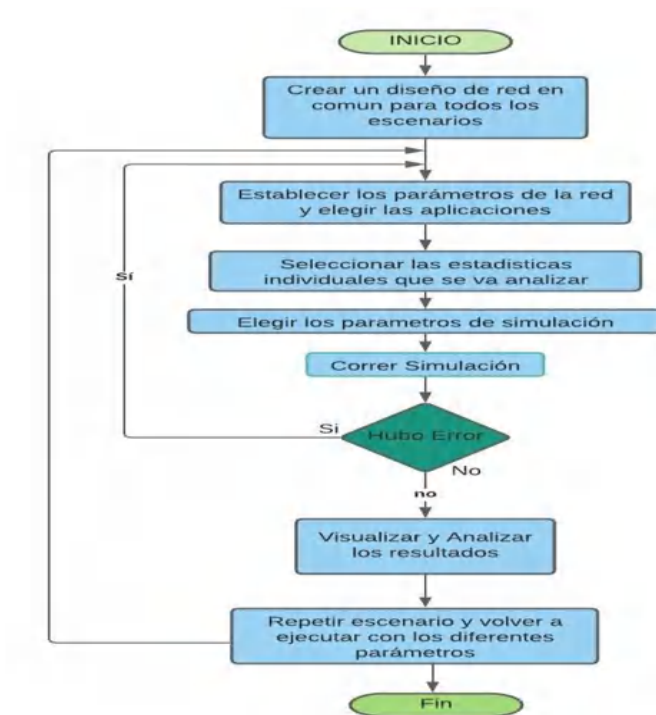 INICIO
Crear un diseño de red en
comun para todos los
escenarios
Establecer los parámetros de la red
y elegir las aplicaciones
Seleccionar las estadisticas
individuales que se va analizar
Sí
Elegir los parametros de simulación
Correr Simulación
Si
Hubo Error
No
no
Visualizar y Analizar
los resultados
Repetir escenario y volver a
ejecutar con los diferentes
parámetros
Fin